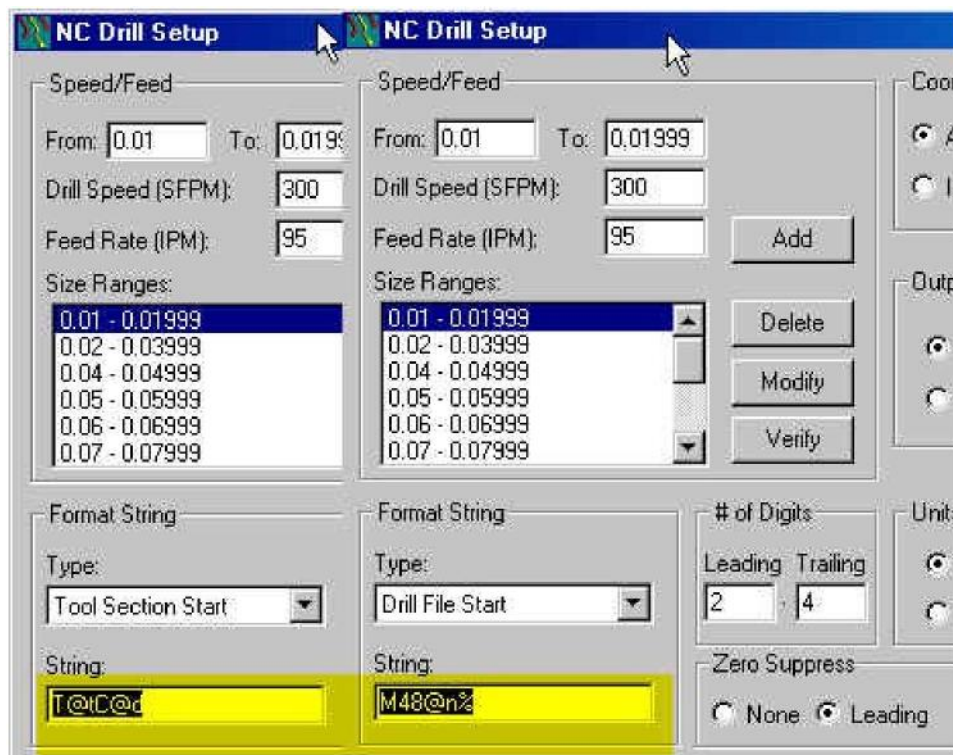 NC Drill Setup
Speed/Feed
From: 0.01 To: 0.0199
Drill Speed (SFPM): 300
Feed Rate (IPM): 95
Size Ranges:
0.01 - 0.01999
0.02 - 0.03999
0.04 - 0.04999
0.05 - 0.05999
0.06 - 0.06999
0.07 - 0.07999
Format String
Type:
Tool Section Start
String:
T@tC@d
NC Drill Setup
Speed/Feed
From: 0.01 To: 0.01999
Drill Speed (SFPM): 300
Feed Rate (IPM): 95
Add
Size Ranges:
0.01 - 0.01999
0.02 - 0.03999
0.04 - 0.04999
0.05 - 0.05999
0.06 - 0.06999
0.07 - 0.07999
Delete
Modify
Verify
Format String
Type:
Drill File Start
String:
M48@n%
# of Digits
Leading Trailing
2 . 4
Zero Suppress
None Leading
Coor
A
I
Outp
Unit